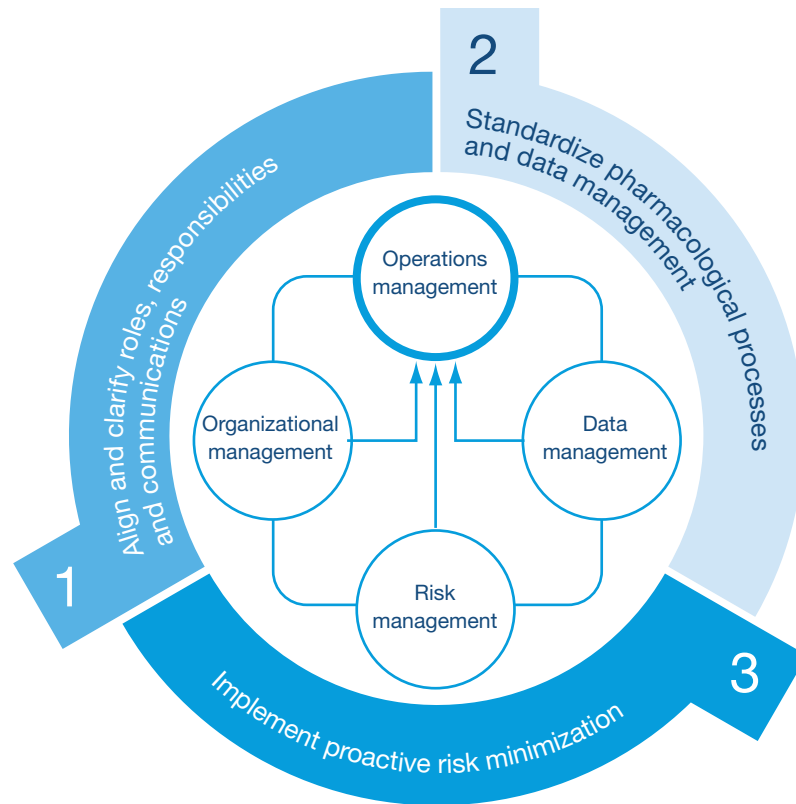 1
Align and clarify roles, responsibilities
and communications
2
Standardize pharmacological processes
and data management
Operations
management
Organizational
management
Data
management
Risk
management
3
Implement proactive risk minimization